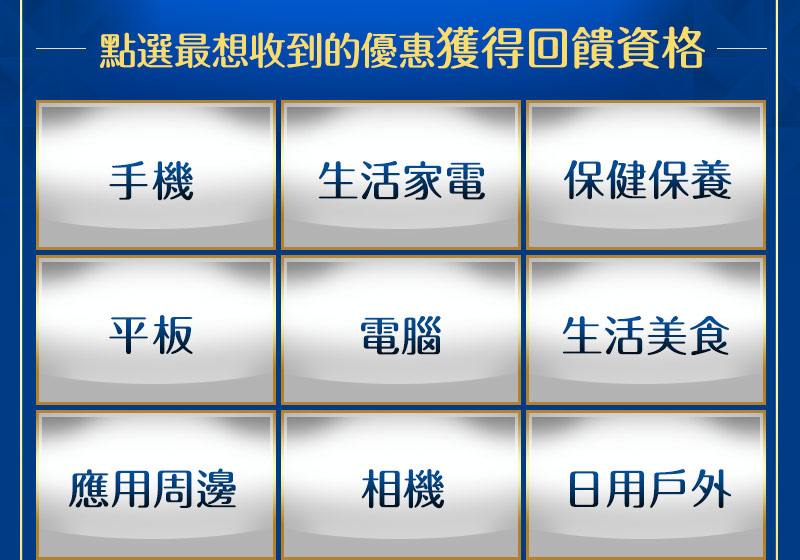 點選最想收到的優惠獲得回饋資格
手機
生活家電
保健保養
平板
電腦
生活美食
應用周邊
相機
日用戶外